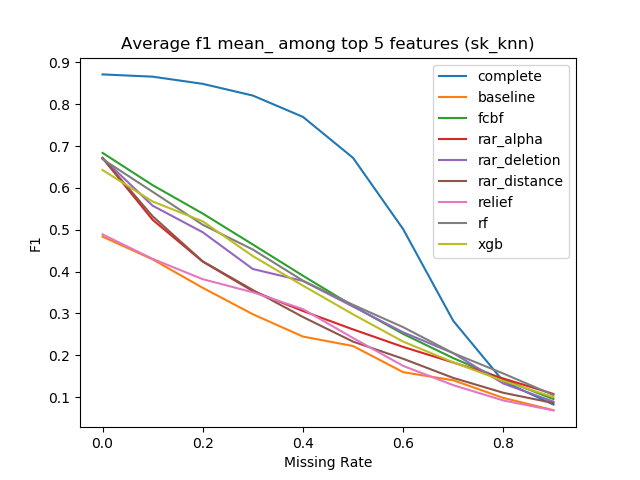 Average f1 mean_ among top 5 features (sk_knn)
0.9
0.8
0.7
0.6
0.5
0.4
0.3
0.2
0.1
F1
complete
baseline
fcbf
rar_alpha
rar_deletion
rar_distance
relief
rf
xgb
0.0 0.2 0.4 0.6 0.8
Missing Rate